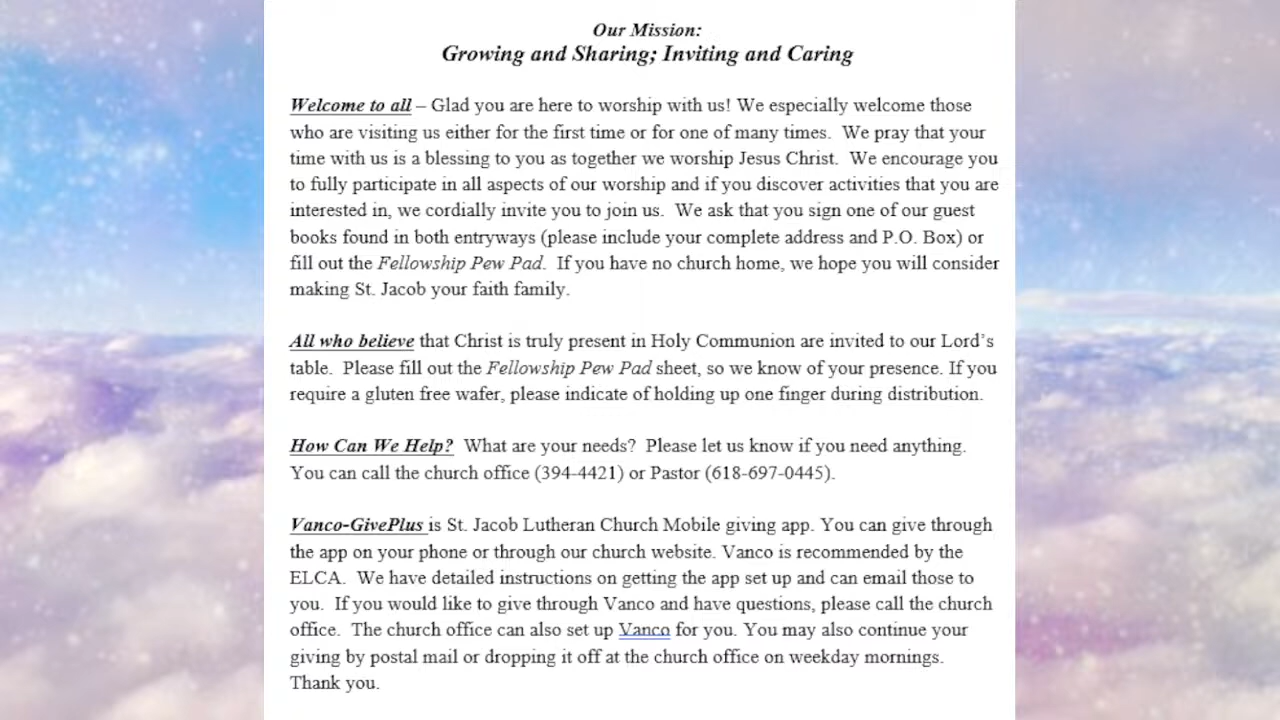 Our Mission:
Growing and Sharing; Inviting and Caring
Welcome to all – Glad you are here to worship with us! We especially welcome those
who are visiting us either for the first time or for one of many times. We pray that your
time with us is a blessing to you as together we worship Jesus Christ. We encourage you
to fully participate in all aspects of our worship and if you discover activities that you are
interested in, we cordially invite you to join us. We ask that you sign one of our guest
books found in both entryways (please include your complete address and P.O. Box) or
fill out the Fellowship Pew Pad. If you have no church home, we hope you will consider
making St. Jacob your faith family.
All who believe that Christ is truly present in Holy Communion are invited to our Lord’s
table. Please fill out the Fellowship Pew Pad sheet, so we know of your presence. If you
require a gluten free wafer, please indicate of holding up one finger during distribution.
How Can We Help? What are your needs? Please let us know if you need anything.
You can call the church office (394-4421) or Pastor (618-697-0445).
Vanco-GivePlus is St. Jacob Lutheran Church Mobile giving app. You can give through
the app on your phone or through our church website. Vanco is recommended by the
ELCA. We have detailed instructions on getting the app set up and can email those to
you. If you would like to give through Vanco and have questions, please call the church
office. The church office can also set up Vanco for you. You may also continue your
giving by postal mail or dropping it off at the church office on weekday mornings.
Thank you.